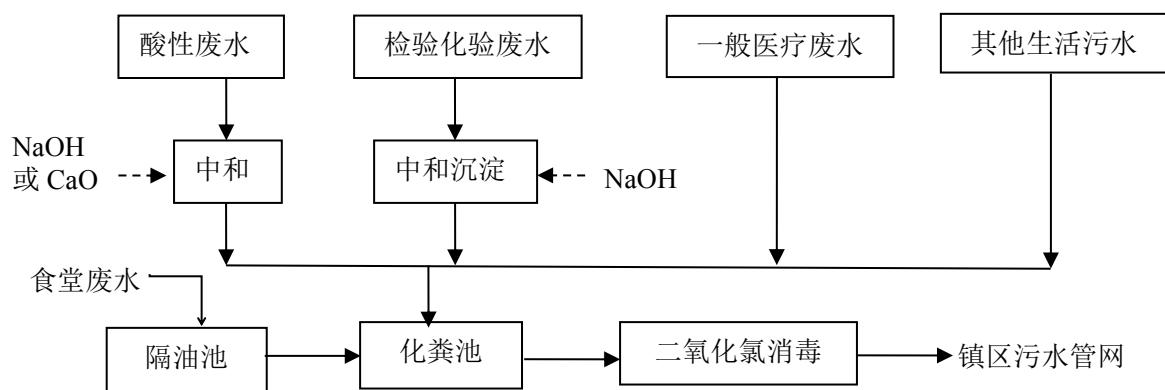 酸性废水
检验化验废水
一般医疗废水
其他生活污水
NaOH
或 CaO
中和
中和沉淀
NaOH
食堂废水
隔油池
化粪池
二氧化氯消毒
镇区污水管网